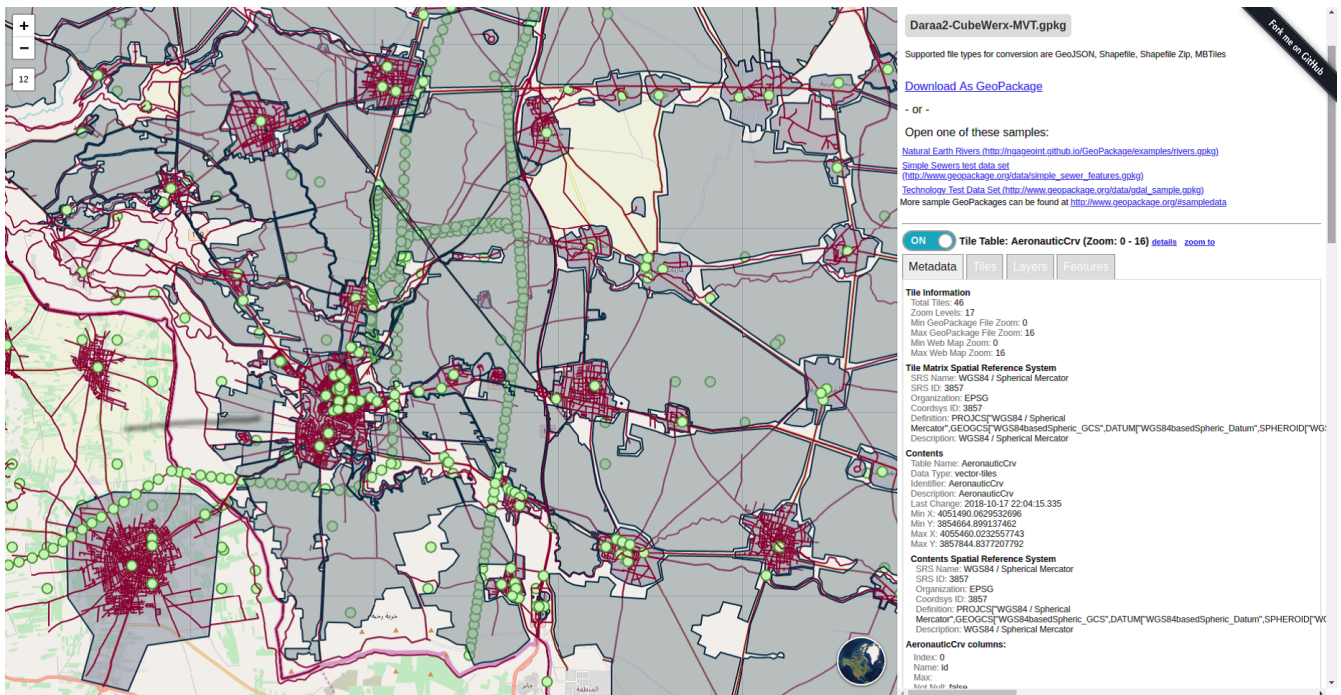 +
−
12
خربة رحية
جابر
المنطقة
Daraa2-CubeWerx-MVT.gpkg
Fork me on GitHub
Supported file types for conversion are GeoJSON, Shapefile, Shapefile Zip, MBTiles
Download As GeoPackage
- or -
Open one of these samples:
Natural Earth Rivers (http://ngageoint.github.io/GeoPackage/examples/rivers.gpkg)
Simple Sewers test data set
(http://www.geopackage.org/data/simple_sewer_features.gpkg)
Technology Test Data Set (http://www.geopackage.org/data/gdal_sample.gpkg)
More sample GeoPackages can be found at http://www.geopackage.org/#sampledata
ON Tile Table: AeronauticCrv (Zoom: 0 - 16) details zoom to
Metadata Tiles Layers Features
Tile Information
Total Tiles: 46
Zoom Levels: 17
Min GeoPackage File Zoom: 0
Max GeoPackage File Zoom: 16
Min Web Map Zoom: 0
Max Web Map Zoom: 16
Tile Matrix Spatial Reference System
SRS Name: WGS84 / Spherical Mercator
SRS ID: 3857
Organization: EPSG
Coordsys ID: 3857
Definition: PROJCS["WGS84 / Spherical
Mercator",GEOGCS["WGS84basedSpheric_GCS",DATUM["WGS84basedSpheric_Datum",SPHEROID["WGS
Description: WGS84 / Spherical Mercator
Contents
Table Name: AeronauticCrv
Data Type: vector-tiles
Identifier: AeronauticCrv
Description: AeronauticCrv
Last Change: 2018-10-17 22:04:15.335
Min X: 4051490.0629532696
Min Y: 3854664.899137462
Max X: 4055460.0232557743
Max Y: 3857844.8377207792
Contents Spatial Reference System
SRS Name: WGS84 / Spherical Mercator
SRS ID: 3857
Organization: EPSG
Coordsys ID: 3857
Definition: PROJCS["WGS84 / Spherical
Mercator",GEOGCS["WGS84basedSpheric_GCS",DATUM["WGS84basedSpheric_Datum",SPHEROID["WG
Description: WGS84 / Spherical Mercator
AeronauticCrv columns:
Index: 0
Name: id
Max:
Not Null: false